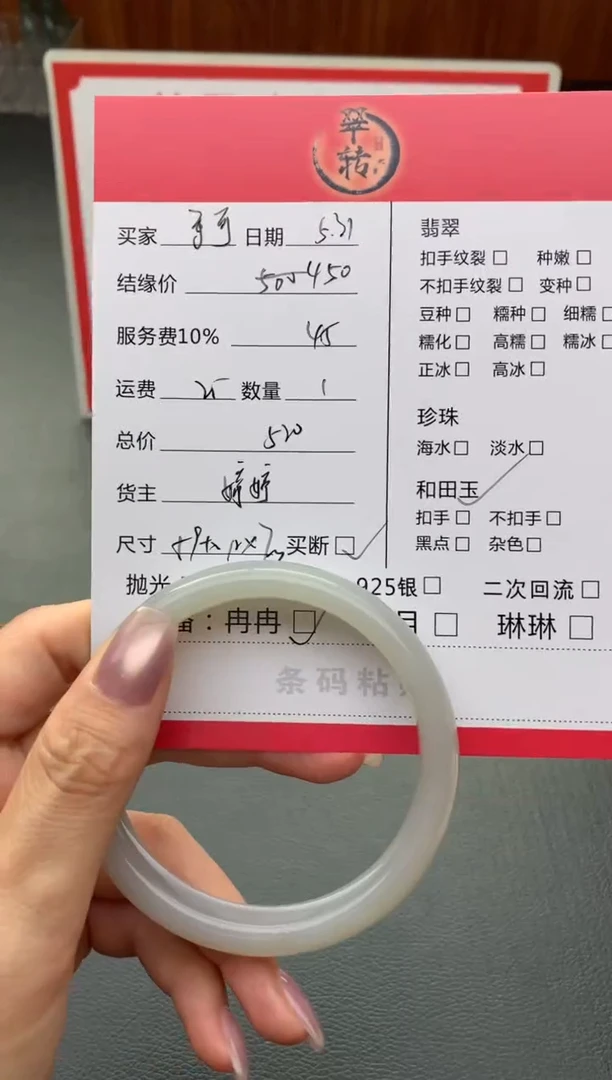 翠转
买家 日期 5.31
结缘价 450
服务费10% 45
运费 25 数量 1
总价 520
货主 婷婷
尺寸 买断□
抛光 925银□ 二次回流□
备：冉冉□ 月□ 琳琳□
条码粘
翡翠
扣手纹裂□ 种嫩□
不扣手纹裂□ 变种□
豆种□ 糯种□ 细糯□
糯化□ 高糯□ 糯冰□
正冰□ 高冰□
珍珠
海水□ 淡水□
和田玉
扣手□ 不扣手□
黑点□ 杂色□